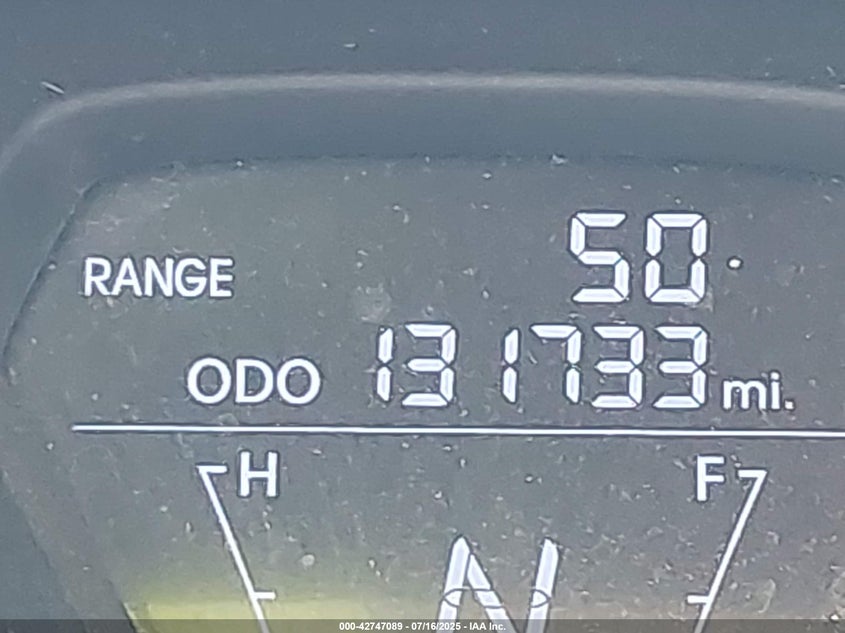 RANGE 50
ODO 131733 mi.
H F
N
000-42747089 - 07/16/2025 - IAA Inc.